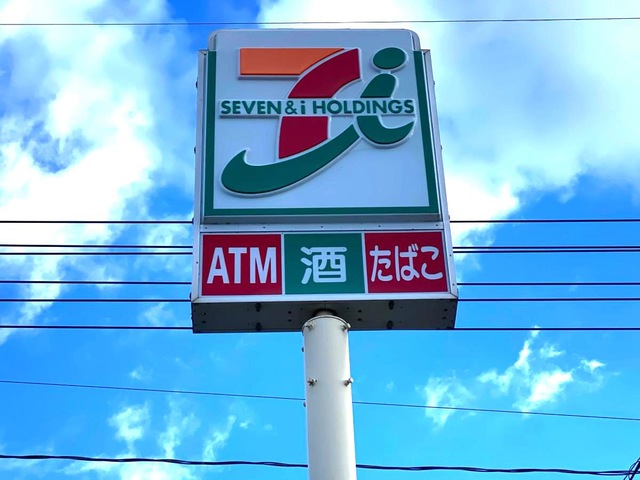 SEVEN & i HOLDINGS
ATM 酒 たばこ